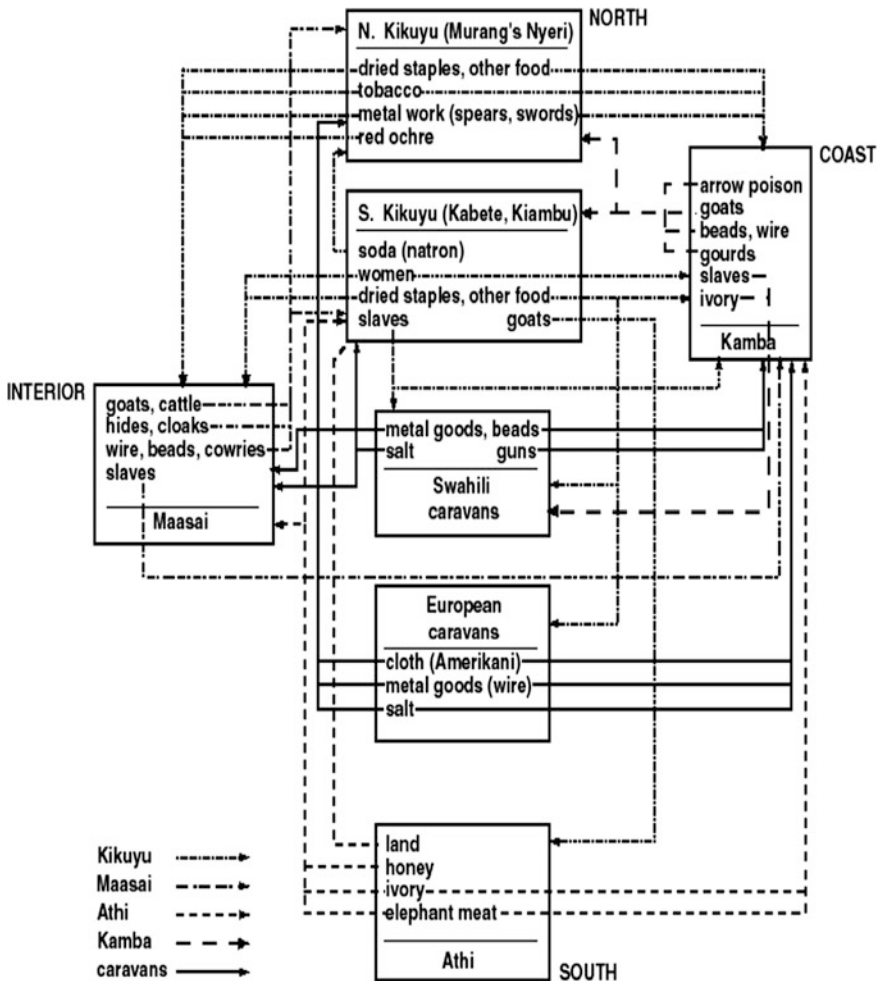 NORTH
N. Kikuyu (Murang's Nyeri)
dried staples, other food
tobacco
metal work (spears, swords)
red ochre
COAST
arrow poison
goats
beads, wire
gourds
slaves
ivory
Kamba
S. Kikuyu (Kabete, Kiambu)
soda (natron)
women
dried staples, other food
slaves goats
INTERIOR
goats, cattle
hides, cloaks
wire, beads, cowries
slaves
Maasai
metal goods, beads
salt guns
Swahili
caravans
European
caravans
cloth (Amerikani)
metal goods (wire)
salt
land
honey
ivory
elephant meat
Athi
SOUTH
Kikuyu
Maasai
Athi
Kamba
caravans